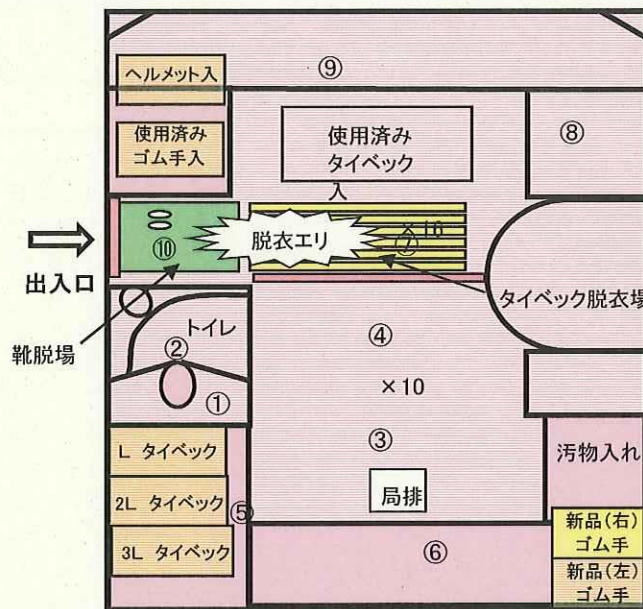 ヘルメット入
⑨
使用済み
ゴム手入
使用済み
タイベック
入
⑧
×16
⑦
⑩
脱衣エリ
出入口
タイベック脱衣場
靴脱場
トイレ
②
①
④
×10
③
局排
L タイベック
2L タイベック
3L タイベック
⑤
⑥
汚物入れ
新品(右)
ゴム手
新品(左)
ゴム手